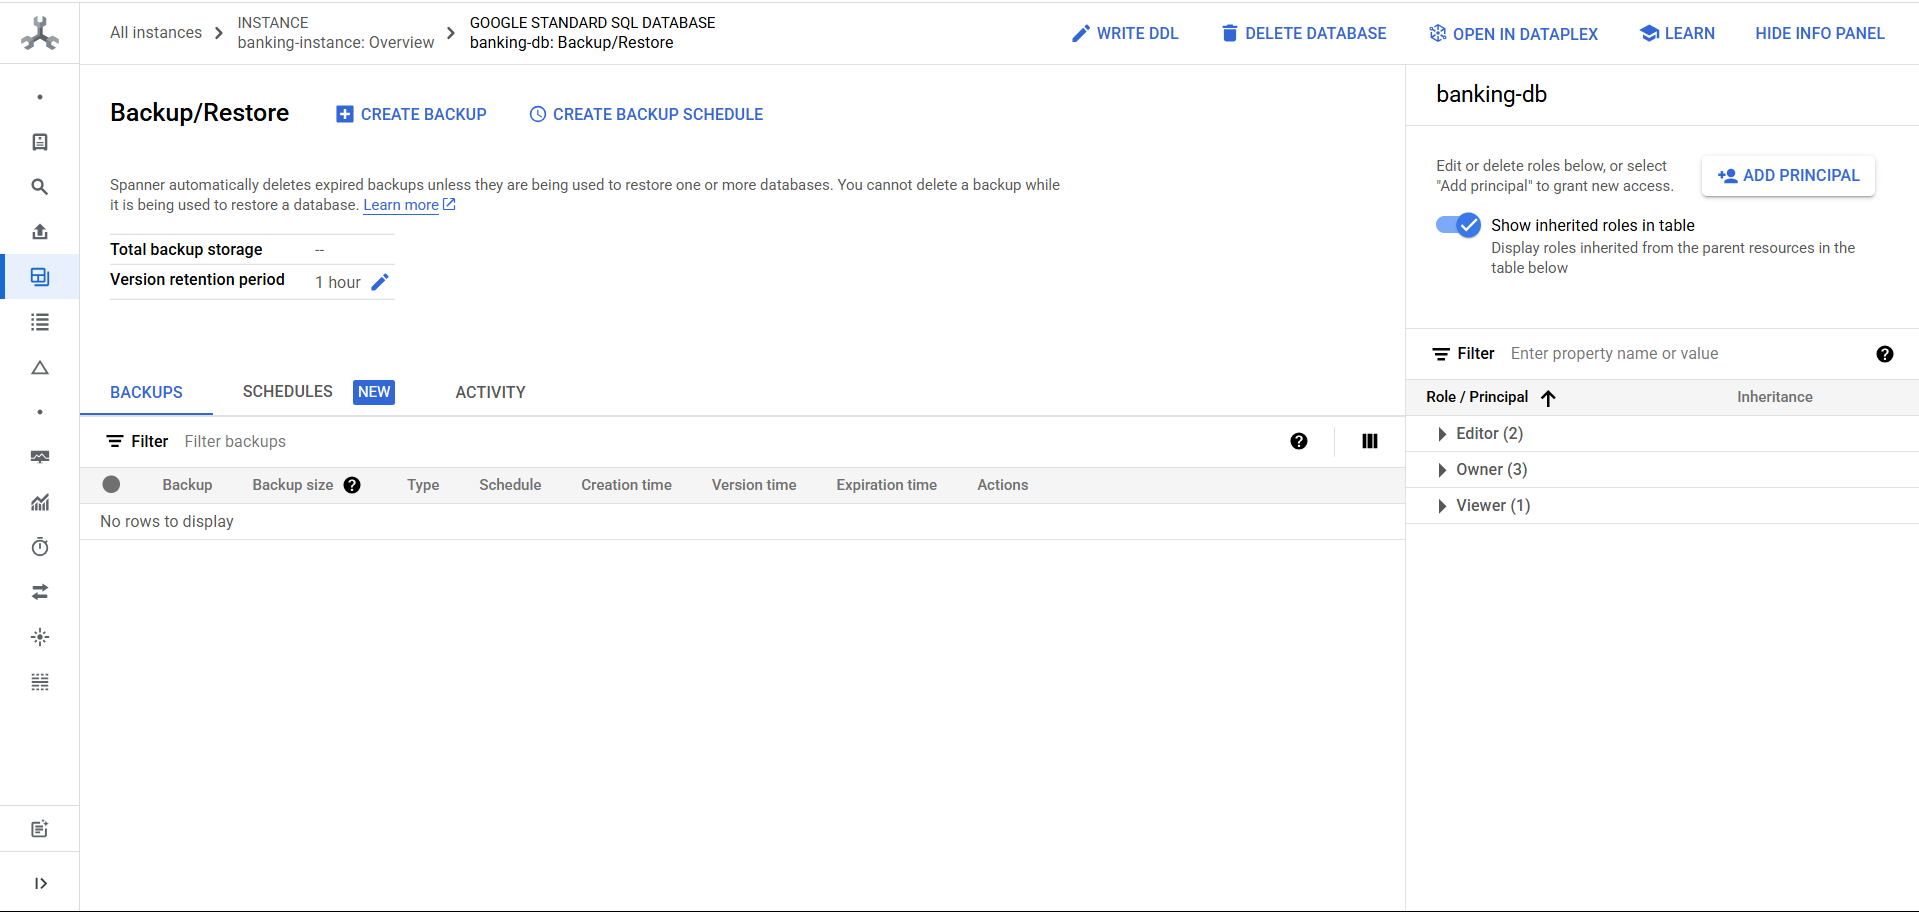 All instances
INSTANCE
banking-instance: Overview
GOOGLE STANDARD SQL DATABASE
banking-db: Backup/Restore
WRITE DDL
DELETE DATABASE
OPEN IN DATAPLEX
LEARN
HIDE INFO PANEL
Backup/Restore
CREATE BACKUP
CREATE BACKUP SCHEDULE
Spanner automatically deletes expired backups unless they are being used to restore one or more databases. You cannot delete a backup while
it is being used to restore a database. Learn more
Total backup storage --
Version retention period 1 hour
BACKUPS
SCHEDULES NEW
ACTIVITY
Filter Filter backups
Backup Backup size Type Schedule Creation time Version time Expiration time Actions
No rows to display
banking-db
Edit or delete roles below, or select
"Add principal" to grant new access.
ADD PRINCIPAL
Show inherited roles in table
Display roles inherited from the parent resources in the
table below
Filter Enter property name or value
Role / Principal Inheritance
Editor (2)
Owner (3)
Viewer (1)